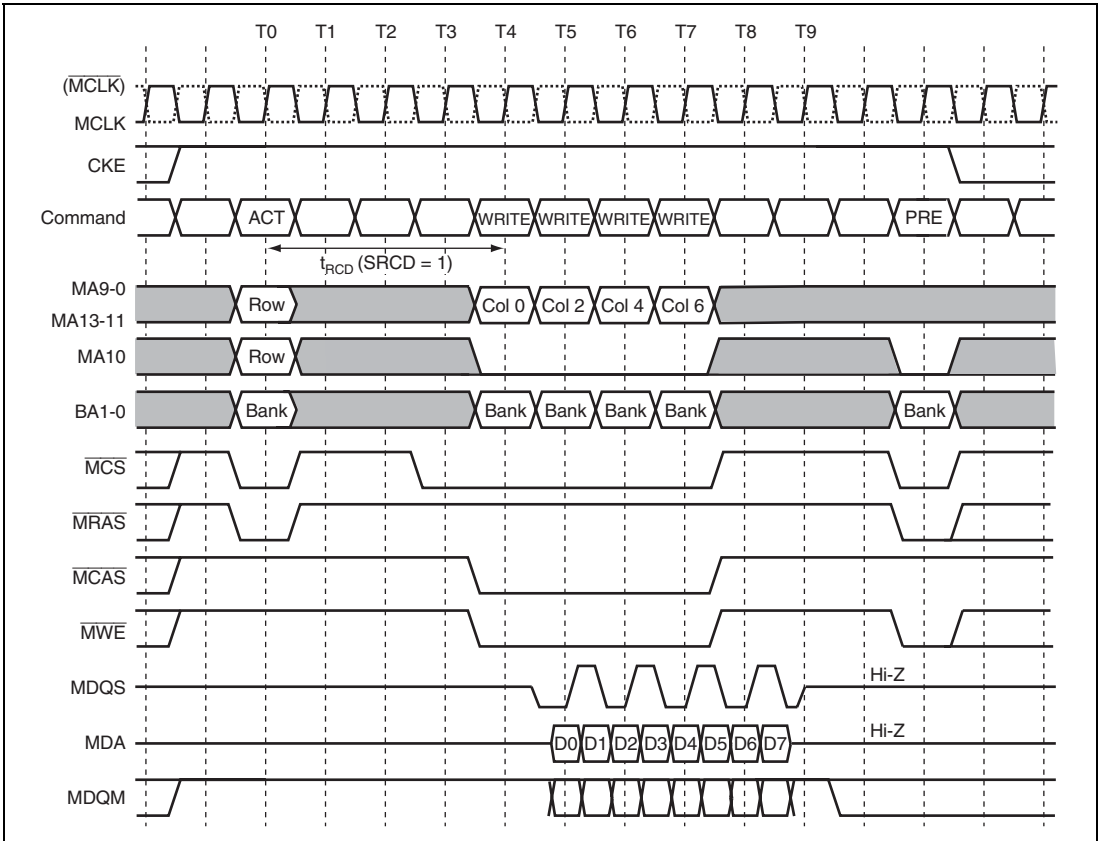 T0 T1 T2 T3 T4 T5 T6 T7 T8 T9
(MCLK)
MCLK
CKE
Command ACT WRITE WRITE WRITE WRITE PRE
tRCD (SRCD = 1)
MA9-0
MA13-11
Row Col 0 Col 2 Col 4 Col 6
MA10 Row
BA1-0 Bank Bank Bank Bank Bank Bank
MCS
MRAS
MCAS
MWE
MDQS Hi-Z
MDA D0 D1 D2 D3 D4 D5 D6 D7 Hi-Z
MDQM